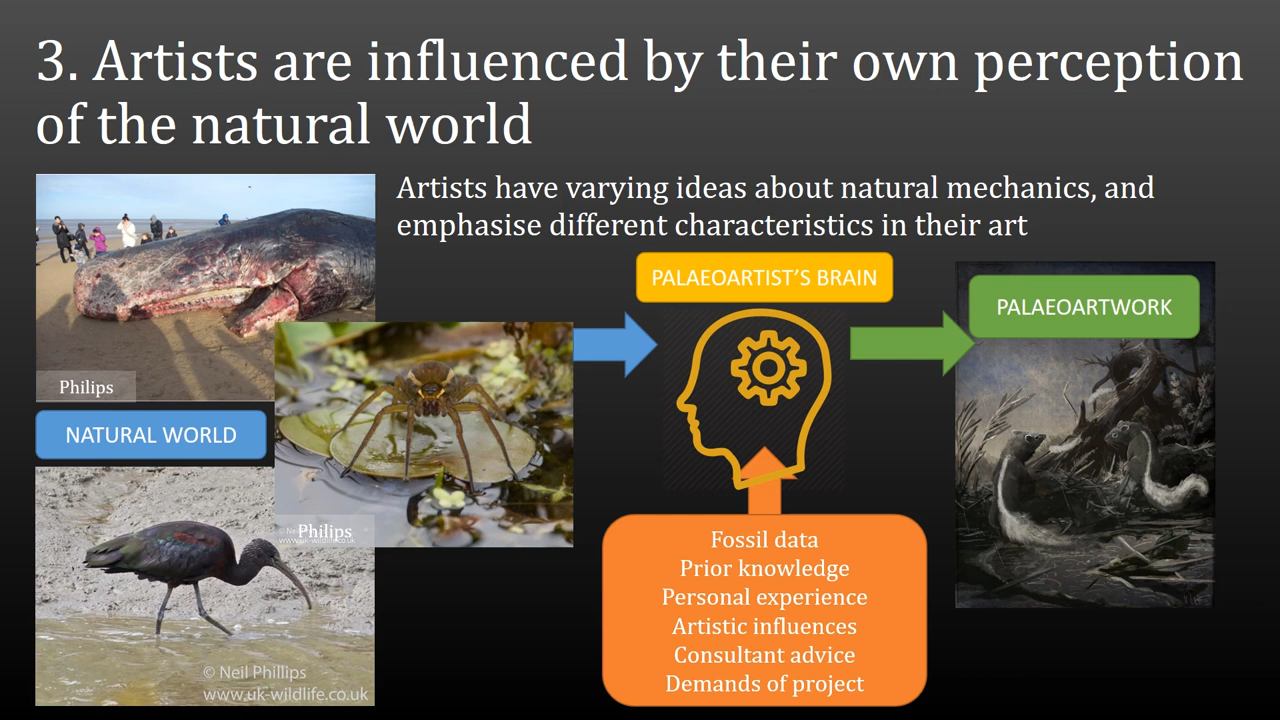 3. Artists are influenced by their own perception
of the natural world
Artists have varying ideas about natural mechanics, and
emphasise different characteristics in their art
Philips
NATURAL WORLD
Philips
www.uk-wildlife.co.uk
© Neil Phillips
www.uk-wildlife.co.uk
PALAEOARTIST'S BRAIN
Fossil data
Prior knowledge
Personal experience
Artistic influences
Consultant advice
Demands of project
PALAEOARTWORK